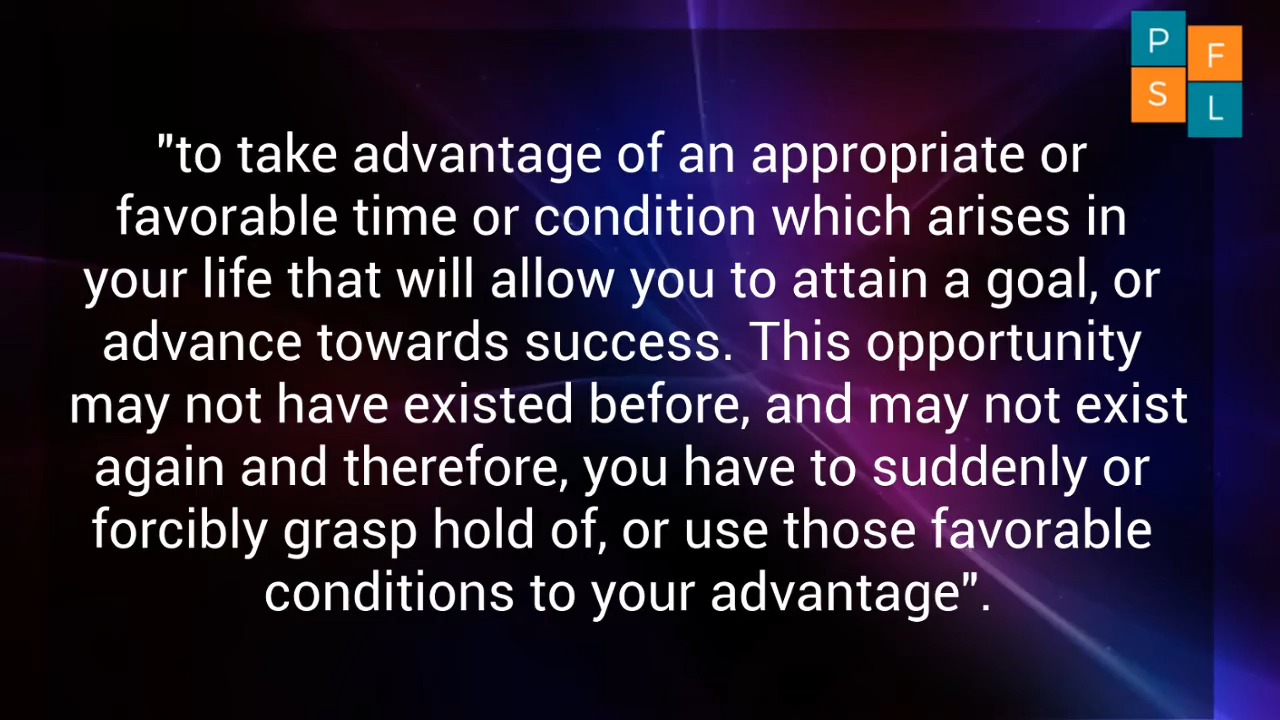 P F
S L
"to take advantage of an appropriate or
favorable time or condition which arises in
your life that will allow you to attain a goal, or
advance towards success. This opportunity
may not have existed before, and may not exist
again and therefore, you have to suddenly or
forcibly grasp hold of, or use those favorable
conditions to your advantage".